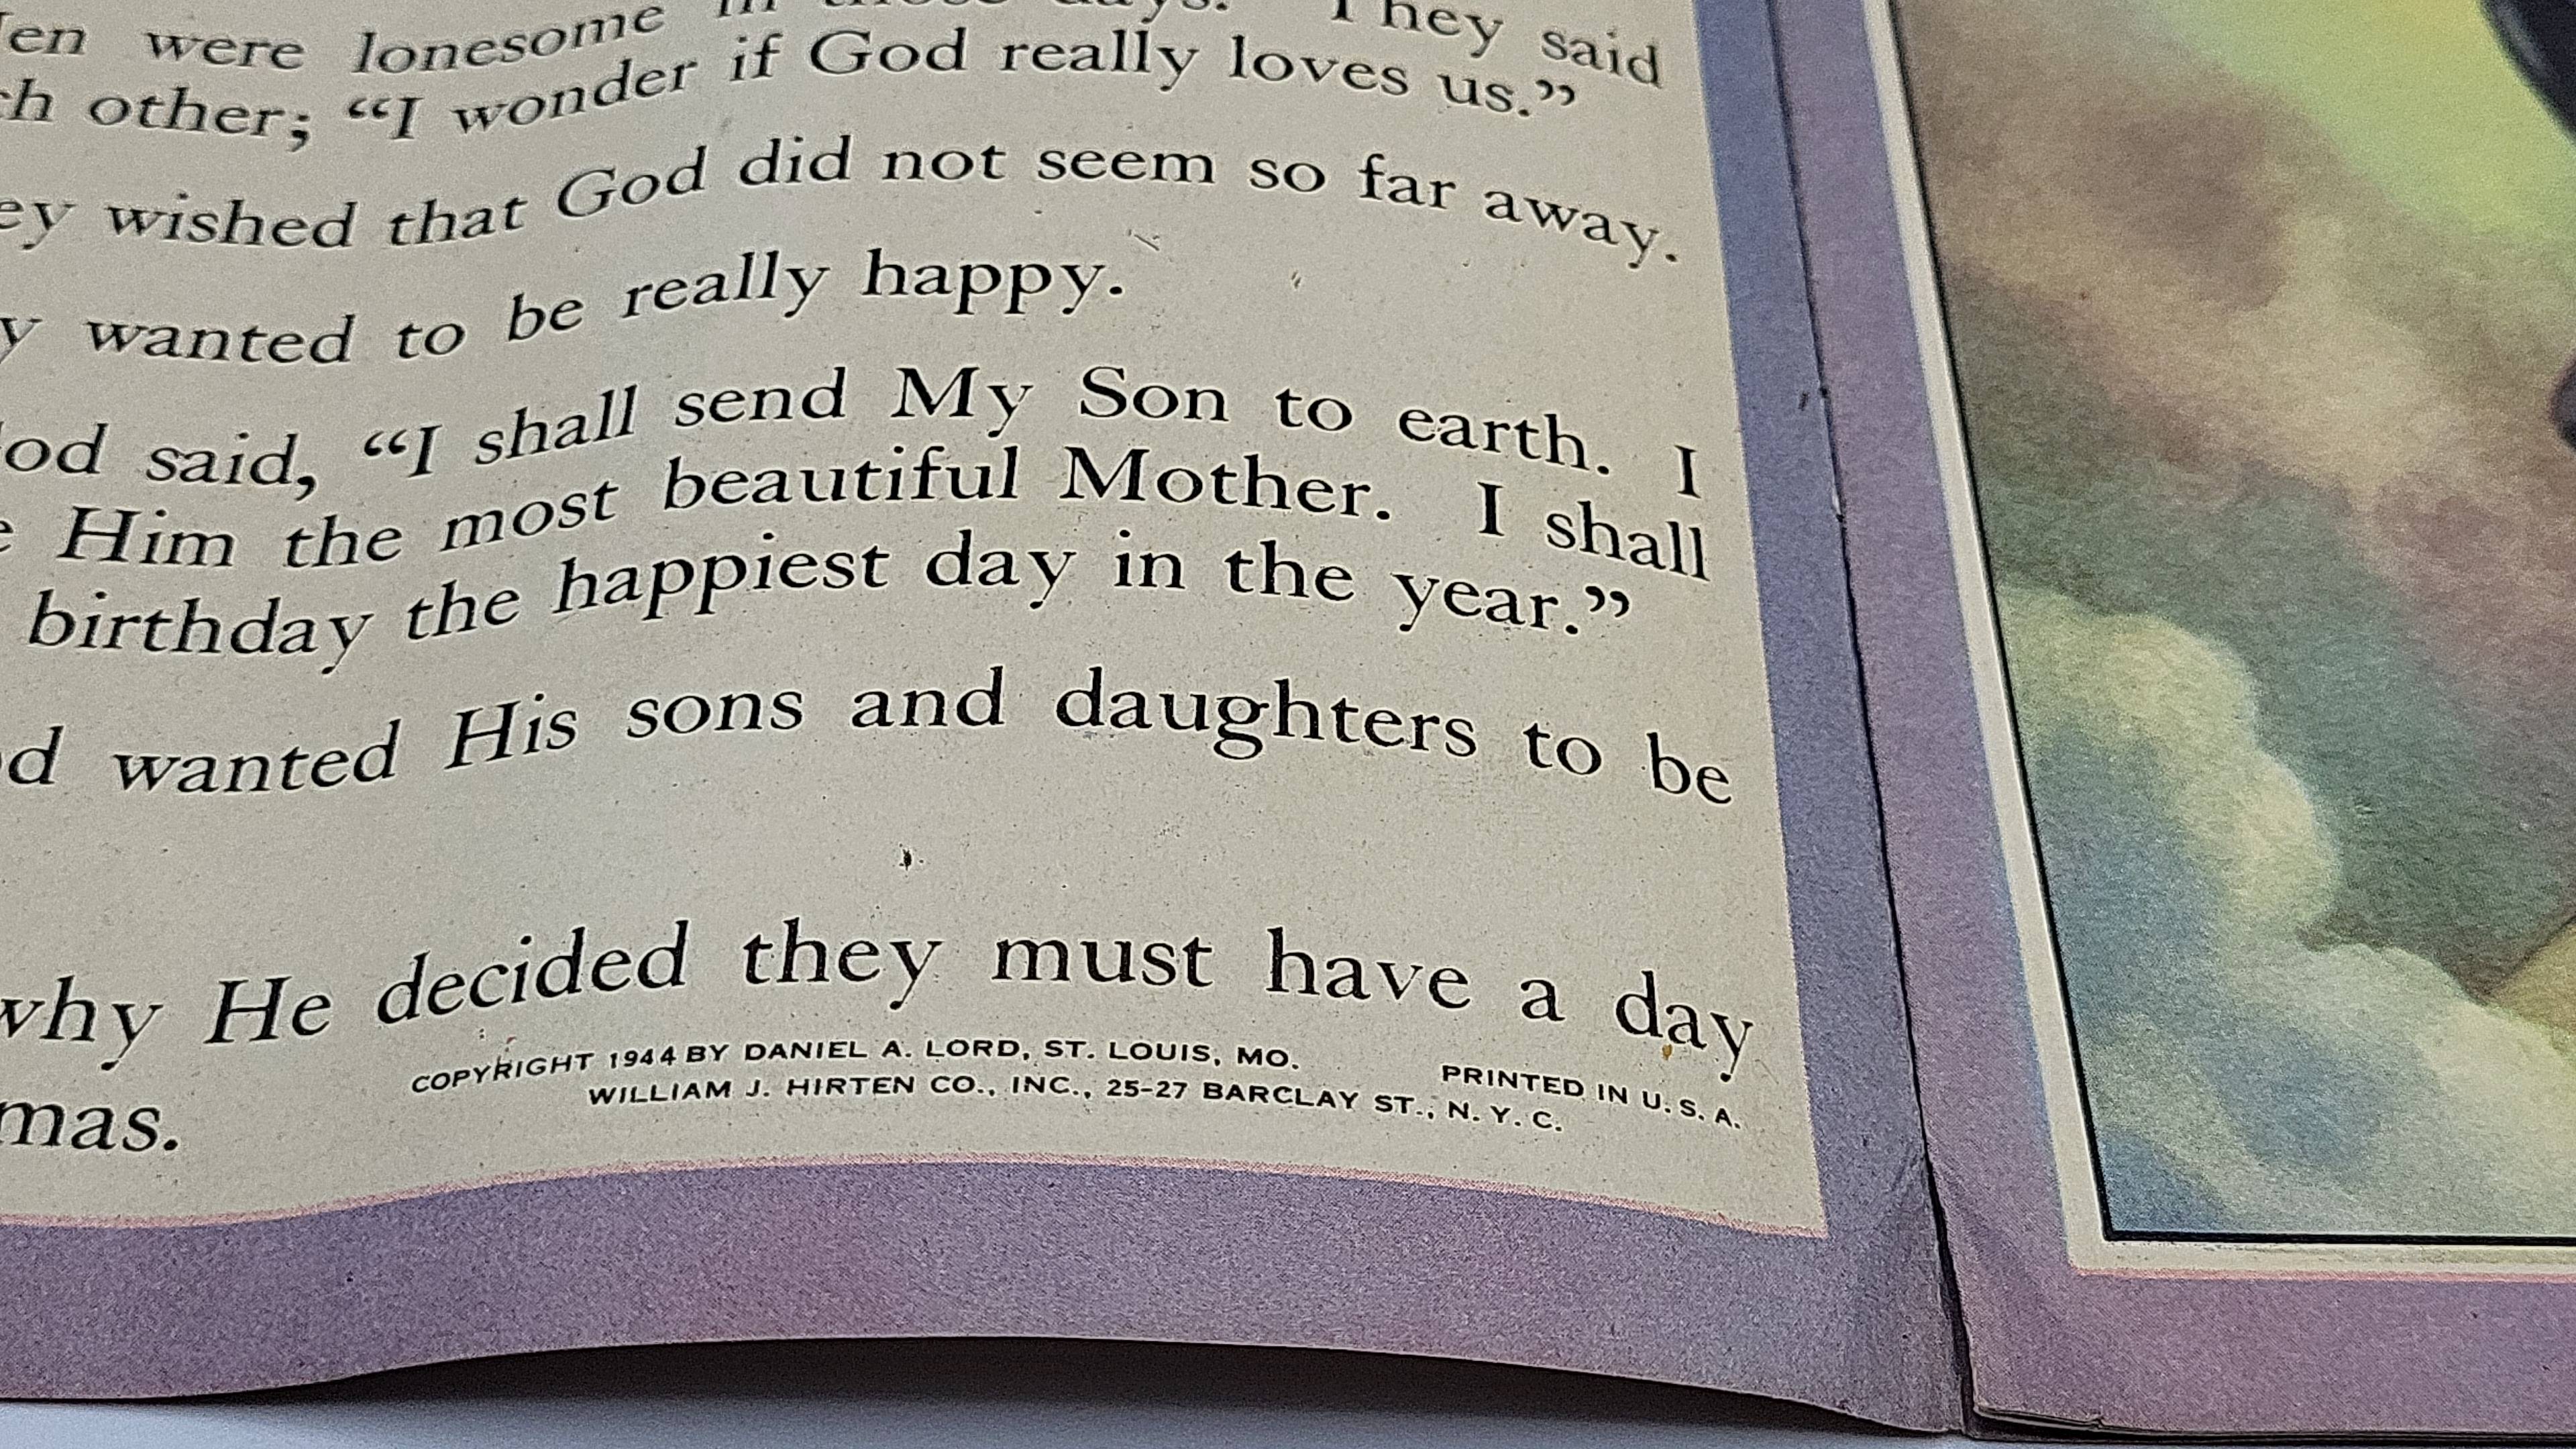 were lonesome in those days. They said
other; “I wonder if God really loves us.”
wished that God did not seem so far away.
wanted to be really happy.
said, “I shall send My Son to earth. I
Him the most beautiful Mother. I shall
birthday the happiest day in the year.”
wanted His sons and daughters to be
why He decided they must have a day
mas.
COPYRIGHT 1944 BY DANIEL A. LORD, ST. LOUIS, MO. PRINTED IN U. S. A.
WILLIAM J. HIRTEN CO., INC., 25-27 BARCLAY ST., N. Y. C.